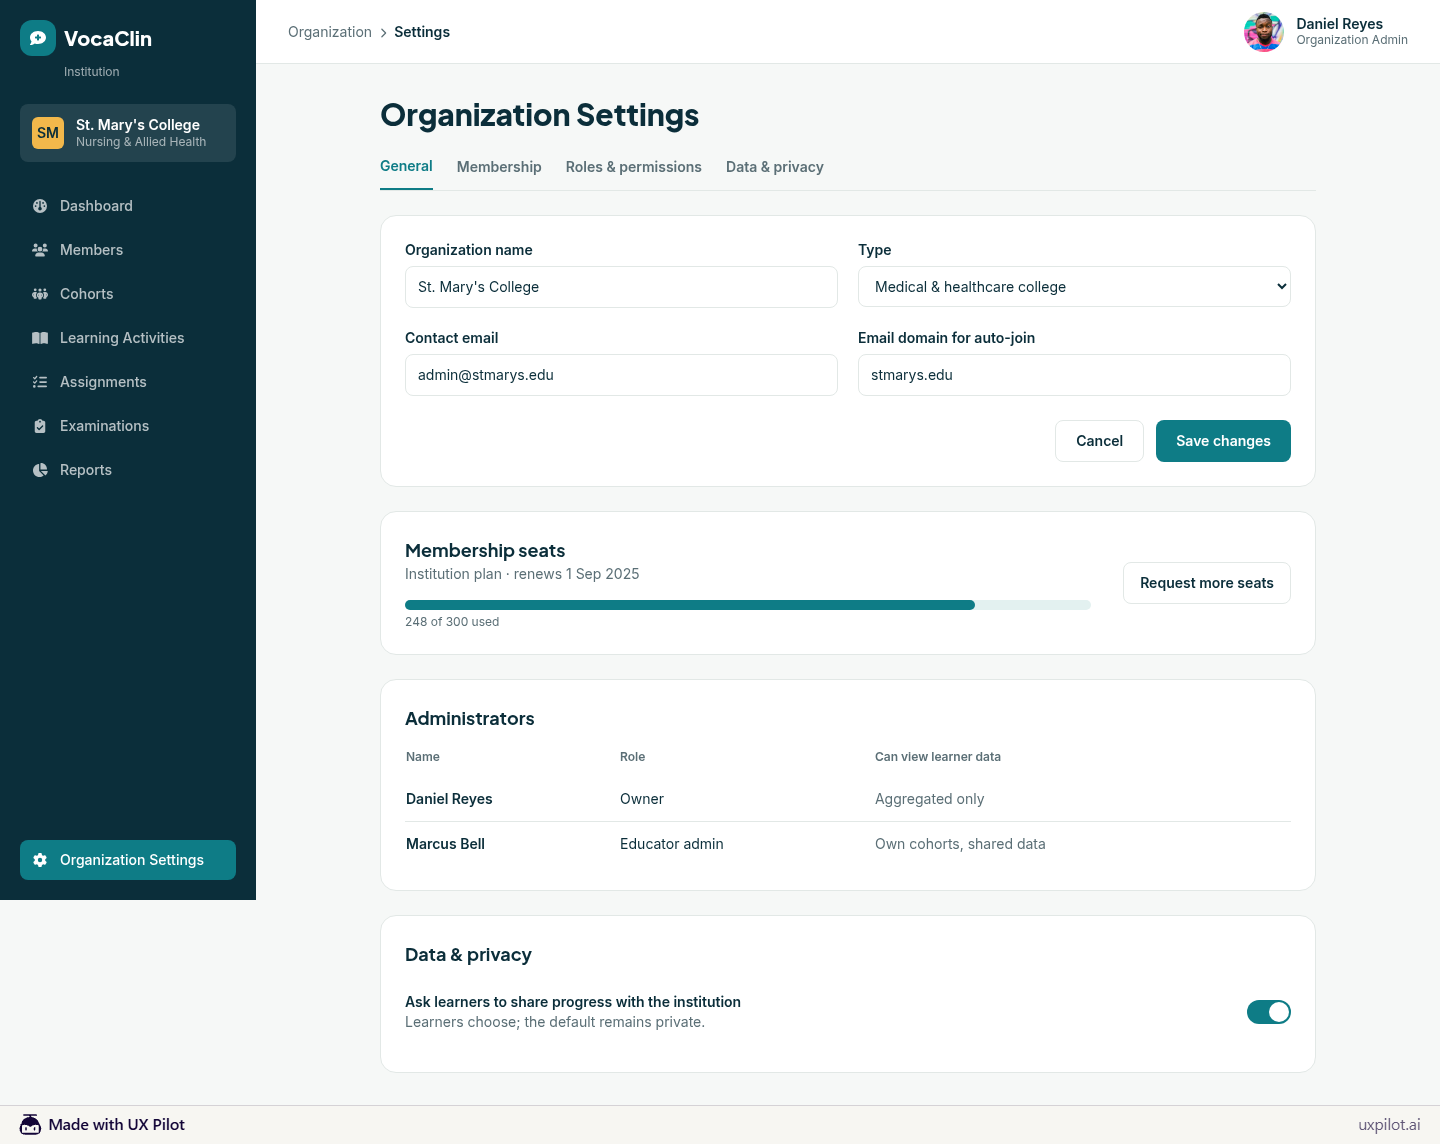 VocaClin
Institution
SM
St. Mary's College
Nursing & Allied Health
Dashboard
Members
Cohorts
Learning Activities
Assignments
Examinations
Reports
Organization Settings
Organization > Settings
Daniel Reyes
Organization Admin
Organization Settings
General Membership Roles & permissions Data & privacy
Organization name
St. Mary's College
Type
Medical & healthcare college
Contact email
admin@stmarys.edu
Email domain for auto-join
stmarys.edu
Cancel
Save changes
Membership seats
Institution plan · renews 1 Sep 2025
248 of 300 used
Request more seats
Administrators
Name Role Can view learner data
Daniel Reyes Owner Aggregated only
Marcus Bell Educator admin Own cohorts, shared data
Data & privacy
Ask learners to share progress with the institution
Learners choose; the default remains private.
Made with UX Pilot
uxpilot.ai